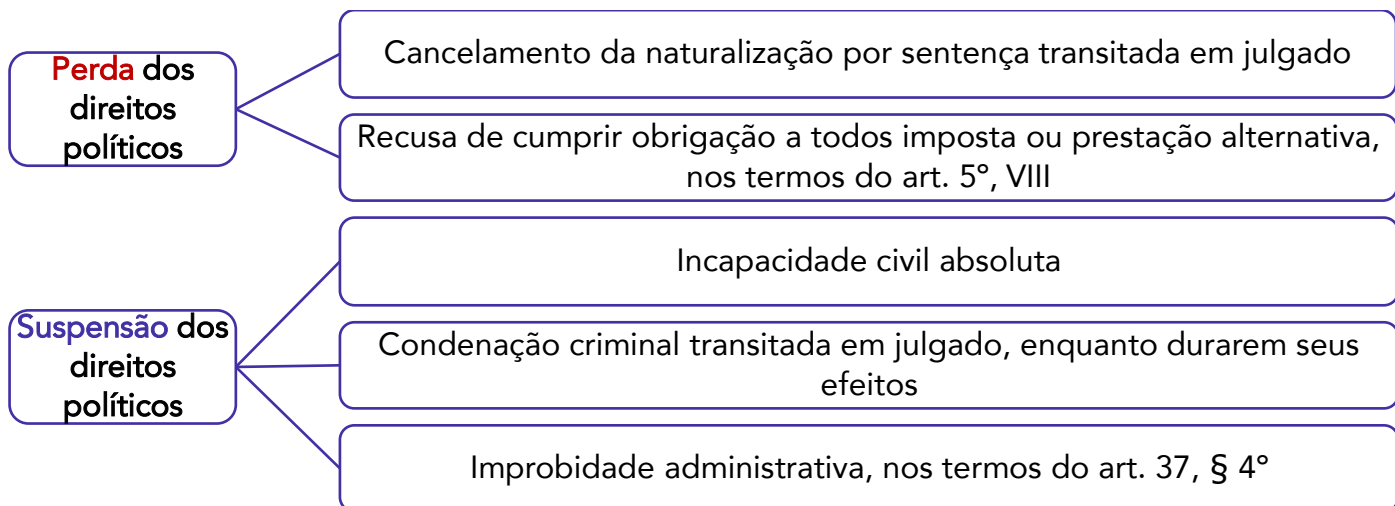 Perda dos
direitos
políticos
Cancelamento da naturalização por sentença transitada em julgado
Recusa de cumprir obrigação a todos imposta ou prestação alternativa,
nos termos do art. 5º, VIII
Suspensão dos
direitos
políticos
Incapacidade civil absoluta
Condenação criminal transitada em julgado, enquanto durarem seus
efeitos
Improbidade administrativa, nos termos do art. 37, § 4º